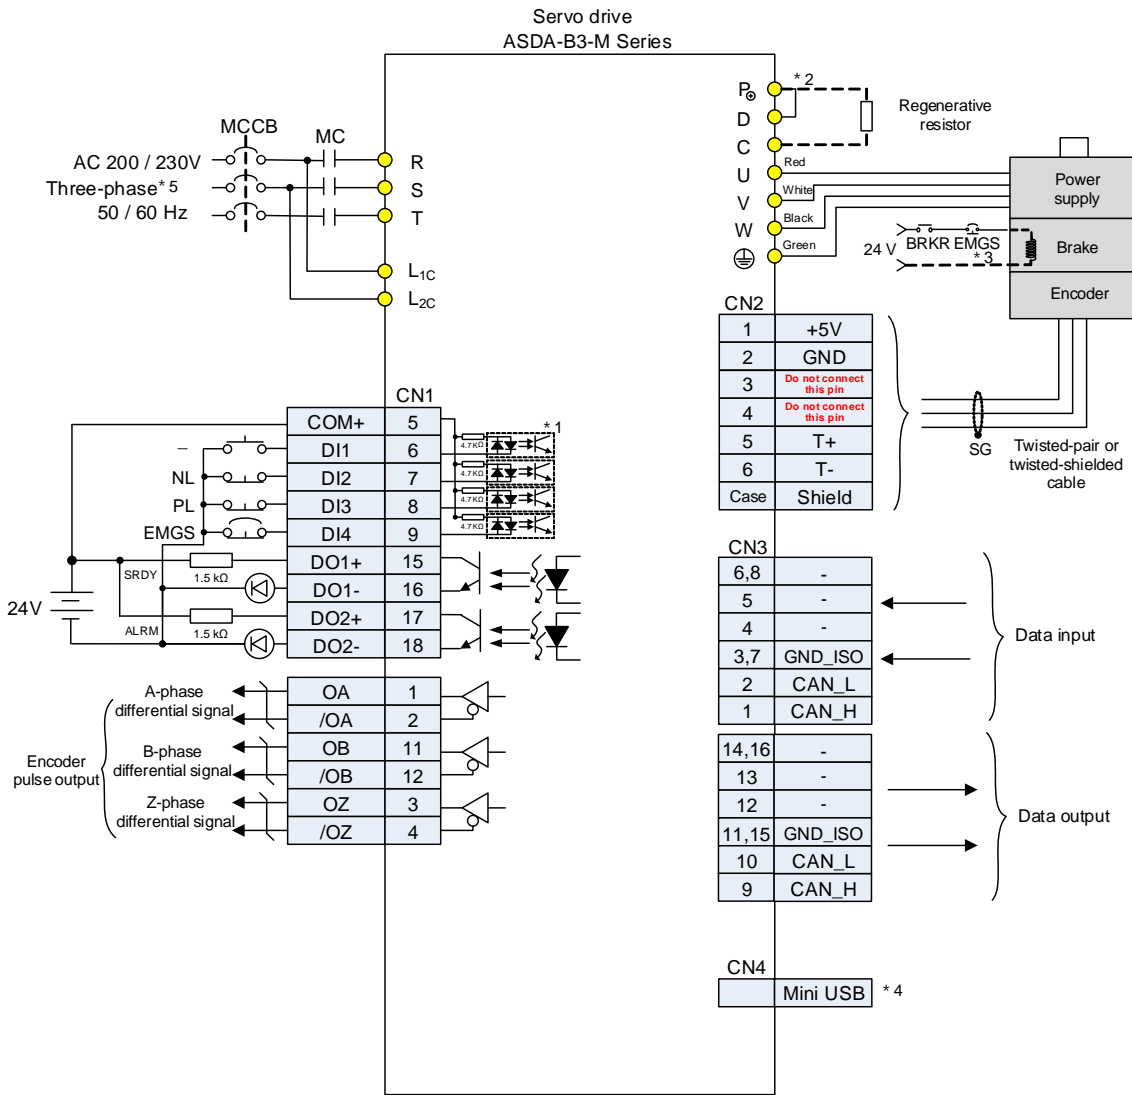 Servo drive
ASDA-B3-M Series
MCCB
MC
AC 200 / 230V
Three-phase* 5
50 / 60 Hz
R
S
T
L1C
L2C
P⊕
* 2
D
C
Regenerative
resistor
U
Red
V
White
W
Black
Green
Power
supply
24 V
BRKR
EMGS
* 3
Brake
Encoder
CN2
1 +5V
2 GND
3 Do not connect
this pin
4 Do not connect
this pin
5 T+
6 T-
Case Shield
SG
Twisted-pair or
twisted-shielded
cable
CN1
COM+ 5
– DI1 6
NL DI2 7
PL DI3 8
EMGS DI4 9
* 1
4.7KΩ
4.7KΩ
4.7KΩ
4.7KΩ
24V
SRDY
1.5 kΩ
DO1+ 15
DO1- 16
ALRM
1.5 kΩ
DO2+ 17
DO2- 18
Encoder
pulse output
A-phase
differential signal
OA 1
/OA 2
B-phase
differential signal
OB 11
/OB 12
Z-phase
differential signal
OZ 3
/OZ 4
CN3
6,8 -
5 -
4 -
3,7 GND_ISO
2 CAN_L
1 CAN_H
Data input
14,16 -
13 -
12 -
11,15 GND_ISO
10 CAN_L
9 CAN_H
Data output
CN4
Mini USB
* 4